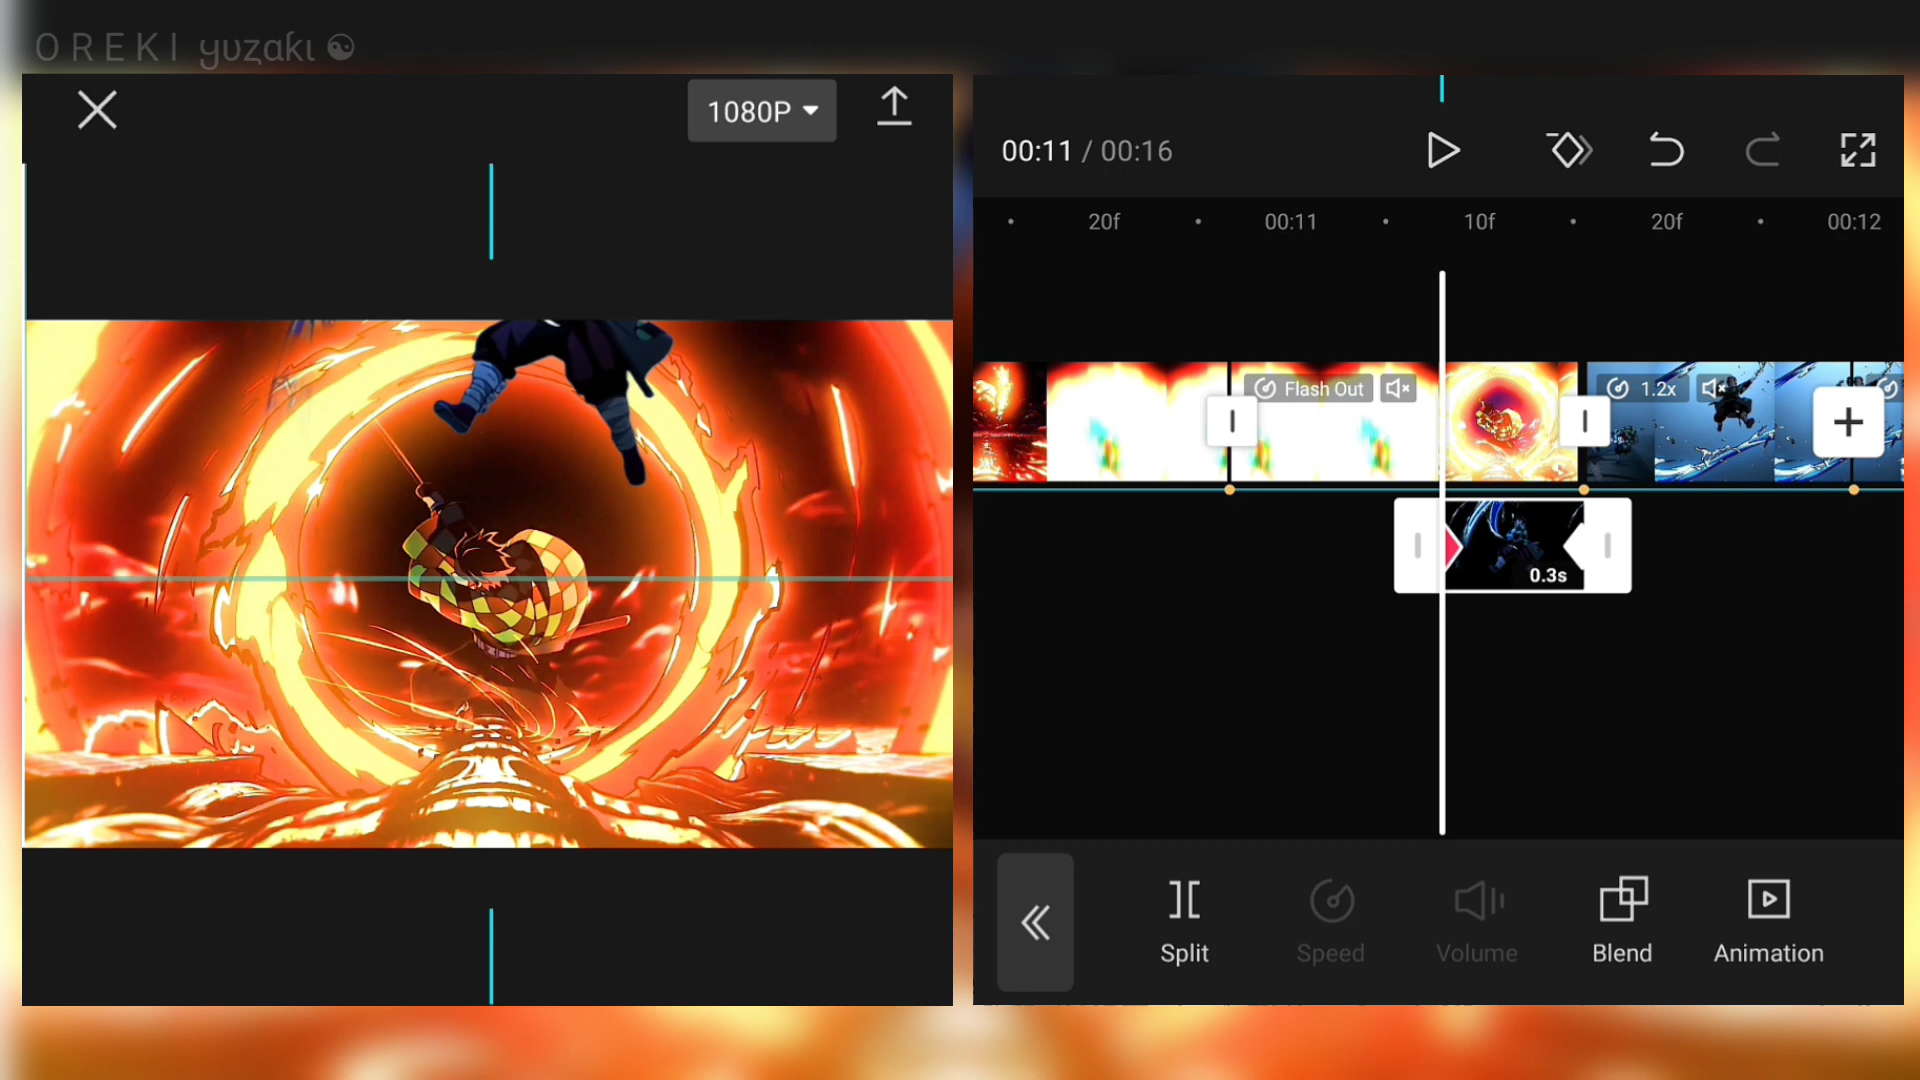 OREKI yuzakı ☯
1080P
00:11 / 00:16
20f 00:11 10f 20f 00:12
Flash Out 1.2x
0.3s
Split Speed Volume Blend Animation